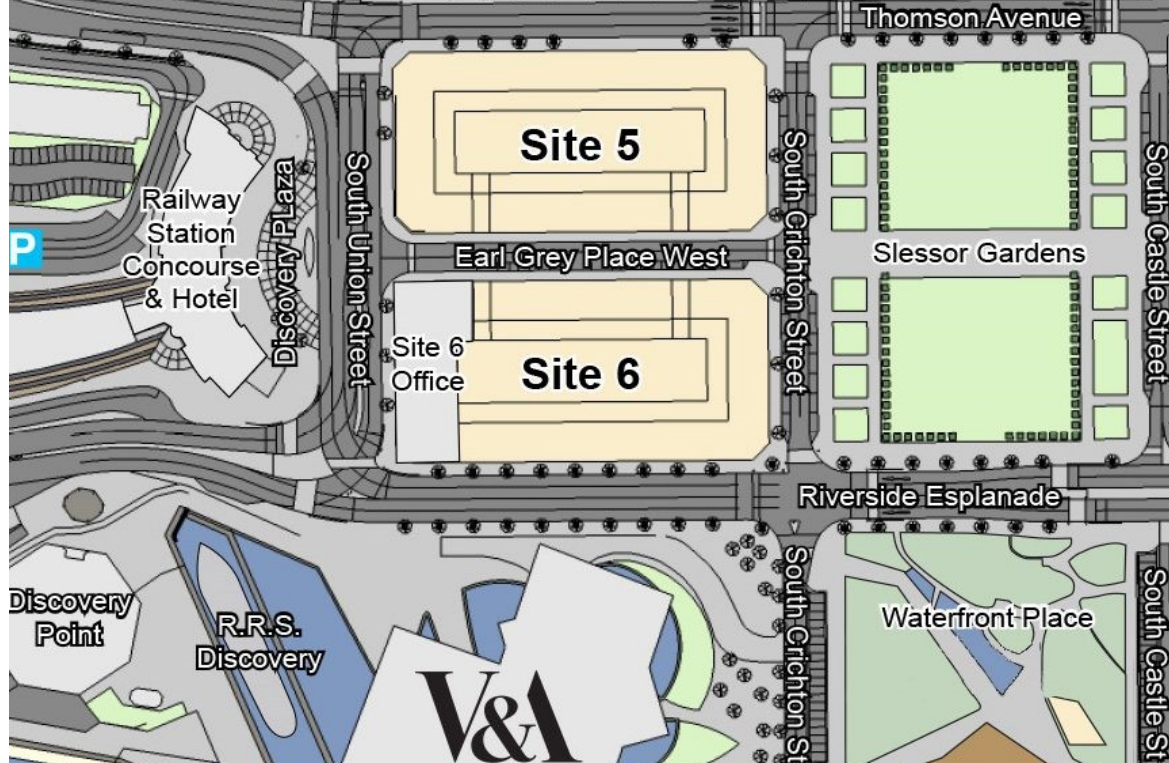 Thomson Avenue
Site 5
Railway
Station
Concourse
& Hotel
Discovery PLaza
South Union Street
South Crichton Street
South Castle Street
P
Earl Grey Place West
Slessor Gardens
Site 6
Office
Site 6
Riverside Esplanade
Discovery
Point
R.R.S.
Discovery
V&A
South Crichton St
Waterfront Place
South Castle St